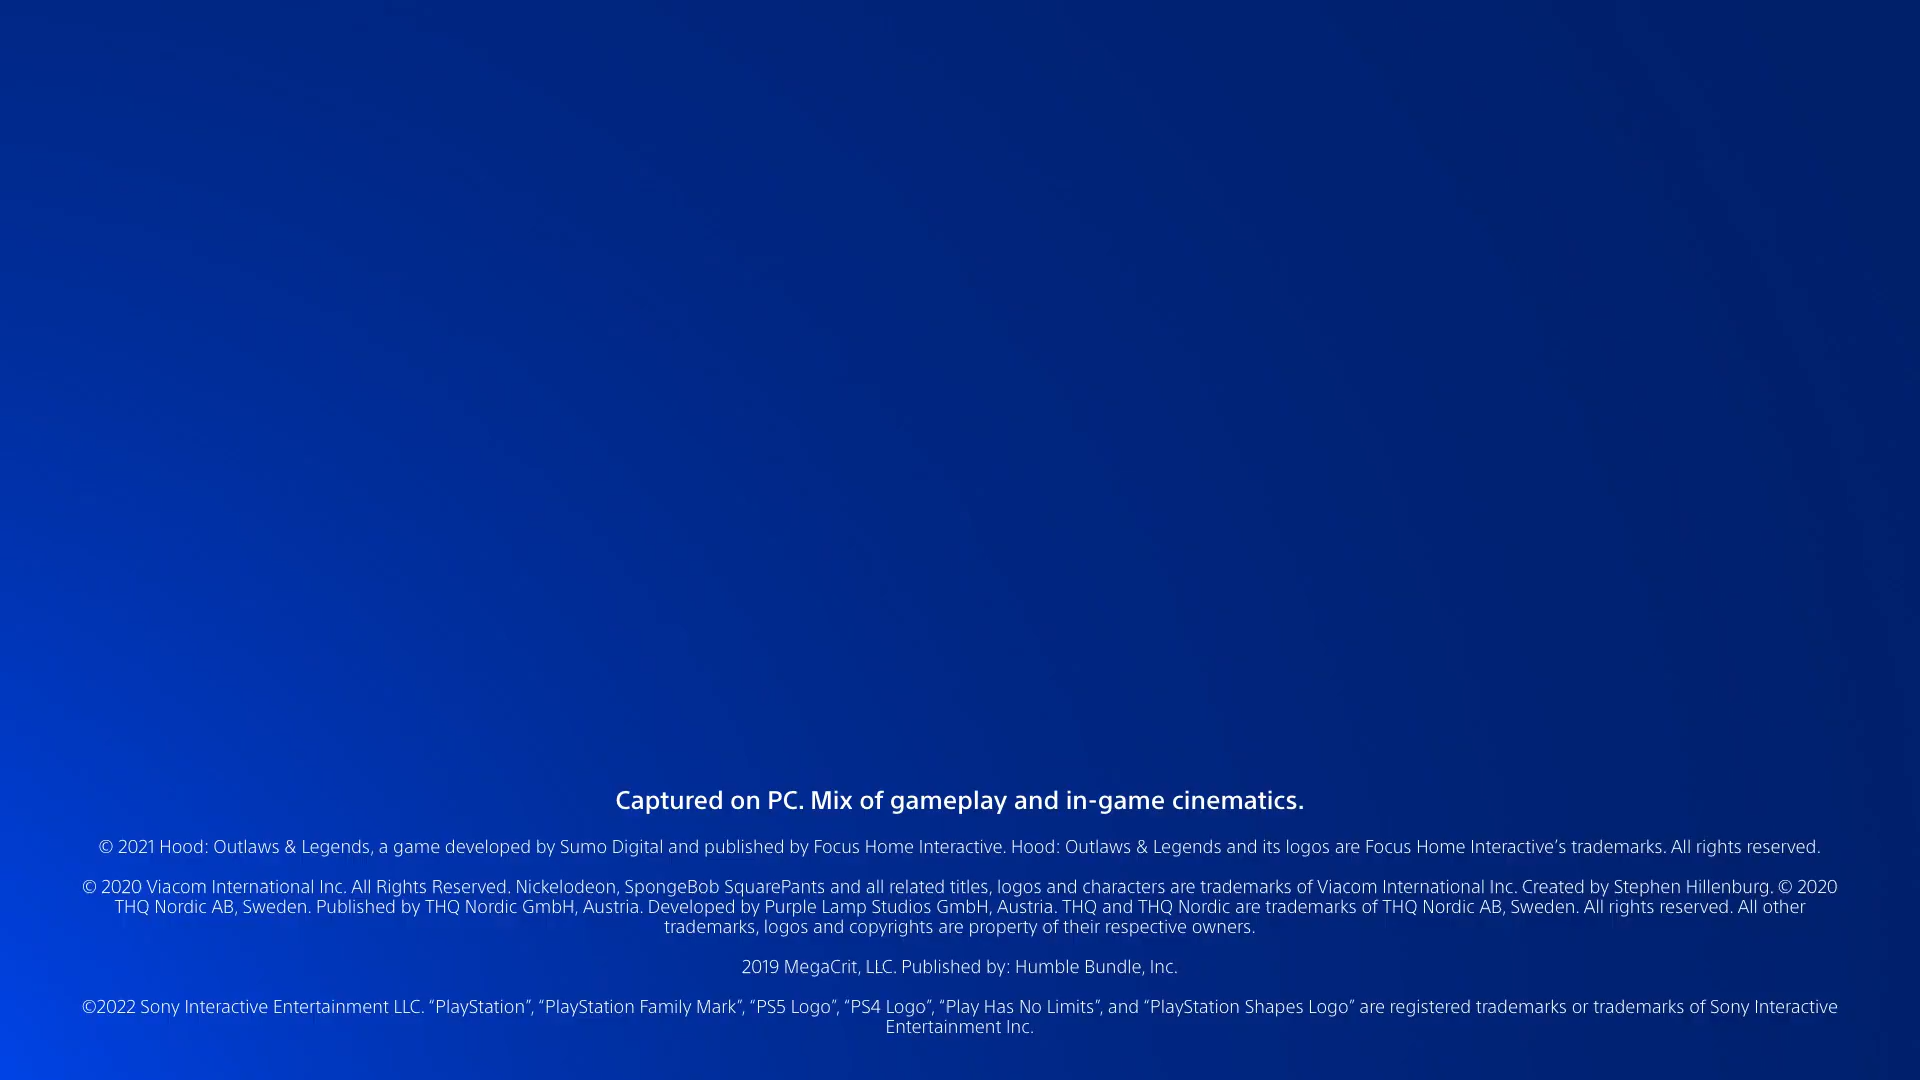 Captured on PC. Mix of gameplay and in-game cinematics.
© 2021 Hood: Outlaws & Legends, a game developed by Sumo Digital and published by Focus Home Interactive. Hood: Outlaws & Legends and its logos are Focus Home Interactive’s trademarks. All rights reserved.
© 2020 Viacom International Inc. All Rights Reserved. Nickelodeon, SpongeBob SquarePants and all related titles, logos and characters are trademarks of Viacom International Inc. Created by Stephen Hillenburg. © 2020
THQ Nordic AB, Sweden. Published by THQ Nordic GmbH, Austria. Developed by Purple Lamp Studios GmbH, Austria. THQ and THQ Nordic are trademarks of THQ Nordic AB, Sweden. All rights reserved. All other
trademarks, logos and copyrights are property of their respective owners.
2019 MegaCrit, LLC. Published by: Humble Bundle, Inc.
©2022 Sony Interactive Entertainment LLC. “PlayStation”, “PlayStation Family Mark”, “PS5 Logo”, “PS4 Logo”, “Play Has No Limits”, and “PlayStation Shapes Logo” are registered trademarks or trademarks of Sony Interactive
Entertainment Inc.